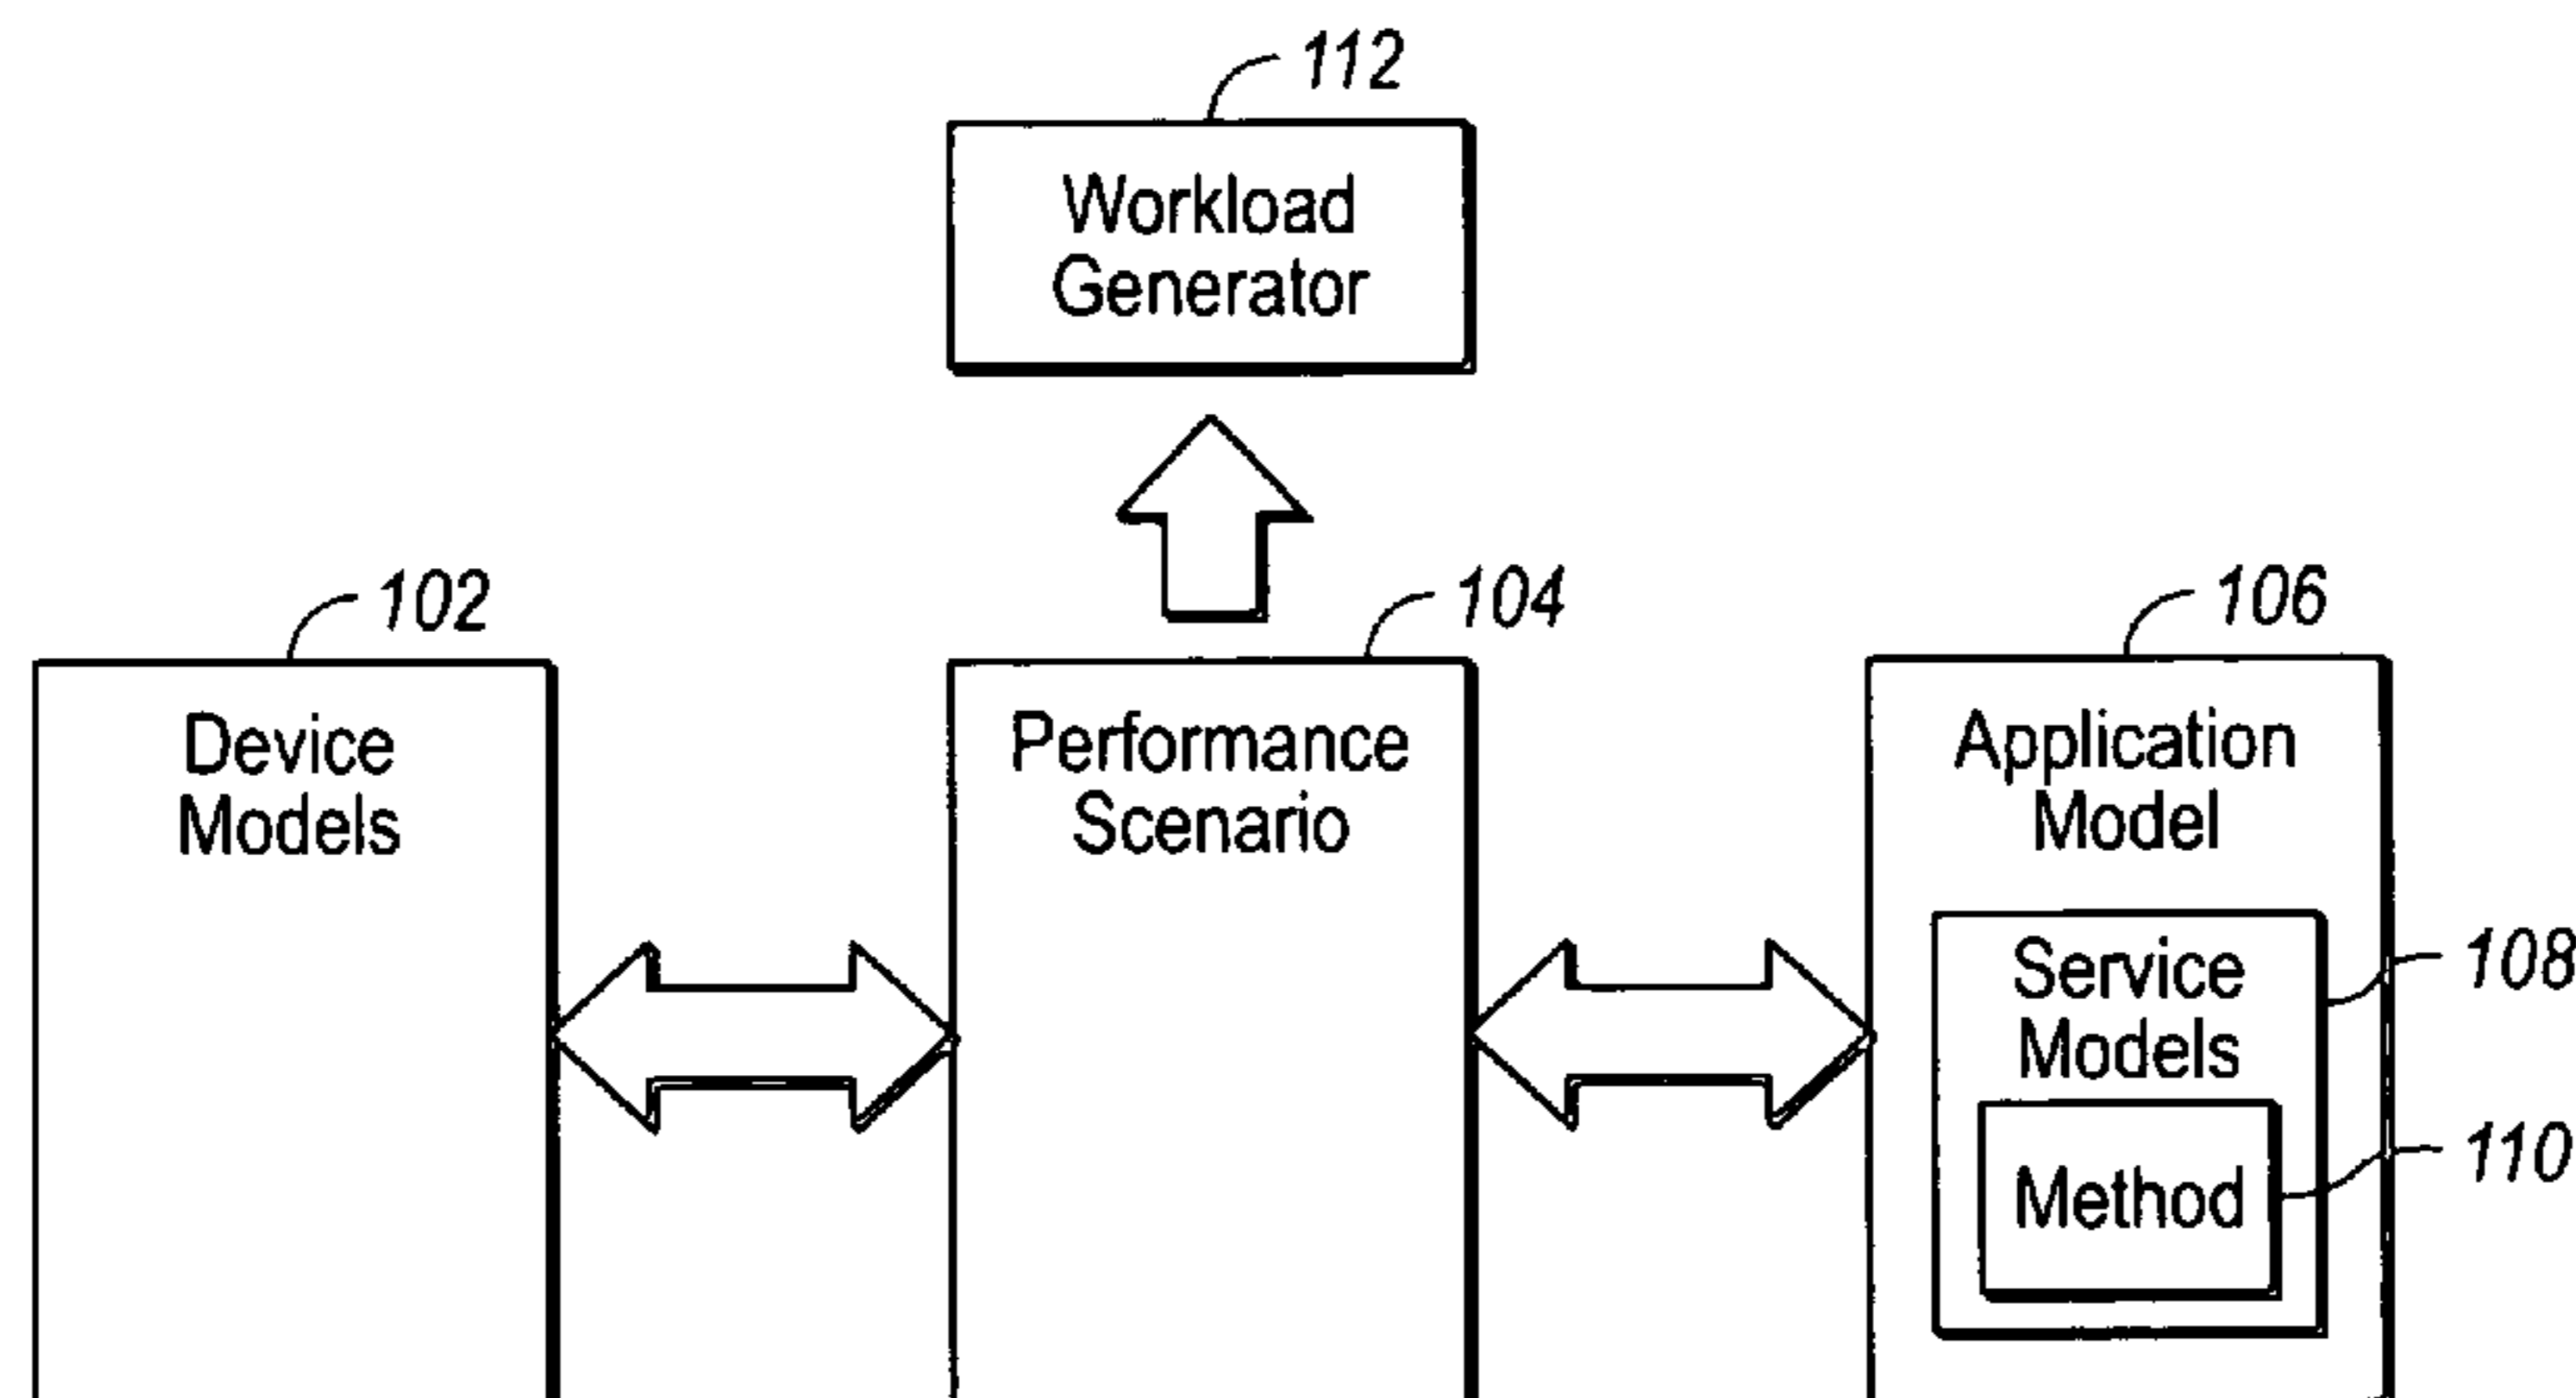 112
Workload
Generator
102
104
106
Device
Models
Performance
Scenario
Application
Model
Service
Models
108
Method
110